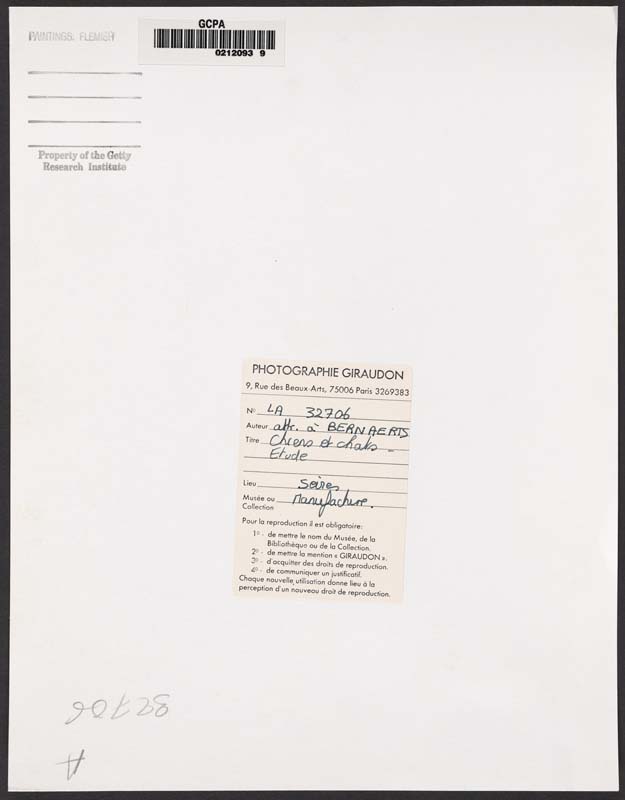 PAINTINGS, FLEMISH
GCPA
0212093 9
Property of the Getty
Research Institute
PHOTOGRAPHIE GIRAUDON
9, Rue des Beaux-Arts, 75006 Paris 3269383
N° LA 32706
Auteur attr. à BERNAERTS
Titre Chiens et chats -
Etude
Lieu Sèvres
Musée ou Manufacture.
Collection
Pour la reproduction il est obligatoire:
1° - de mettre le nom du Musée, de la
Bibliothèque ou de la Collection.
2° - de mettre la mention « GIRAUDON ».
3° - d'acquitter des droits de reproduction.
4° - de communiquer un justificatif.
Chaque nouvelle utilisation donne lieu à la
perception d'un nouveau droit de reproduction.